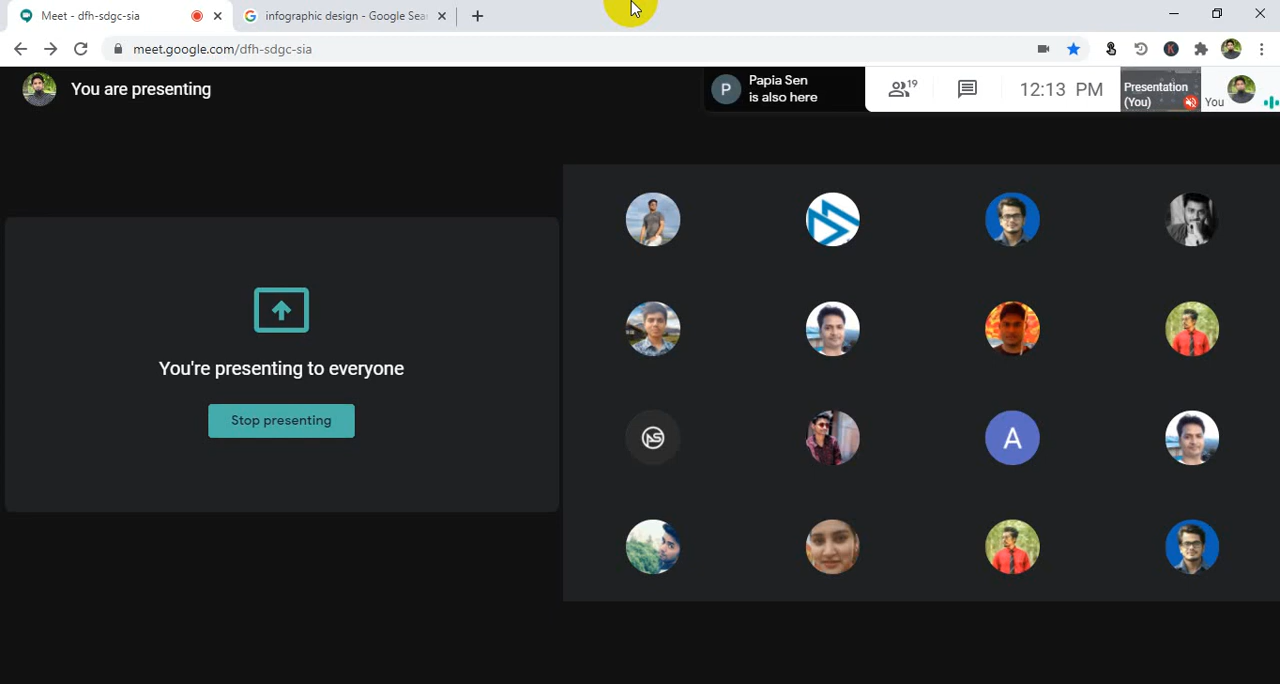 Meet - dfh-sdgc-sia
infographic design - Google Sea
meet.google.com/dfh-sdgc-sia
K
You are presenting
P
Papia Sen
is also here
19
12:13 PM
Presentation
(You)
You
You're presenting to everyone
Stop presenting
A